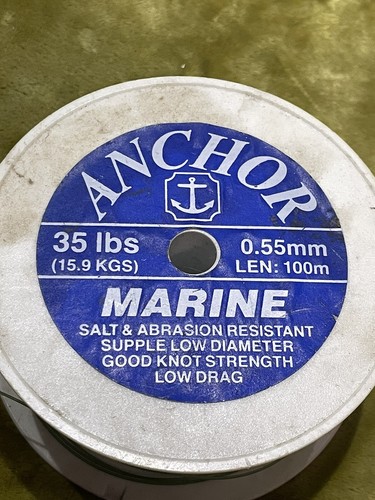 ANCHOR
35 lbs 0.55mm
(15.9 KGS) LEN: 100m
MARINE
SALT & ABRASION RESISTANT
SUPPLE LOW DIAMETER
GOOD KNOT STRENGTH
LOW DRAG